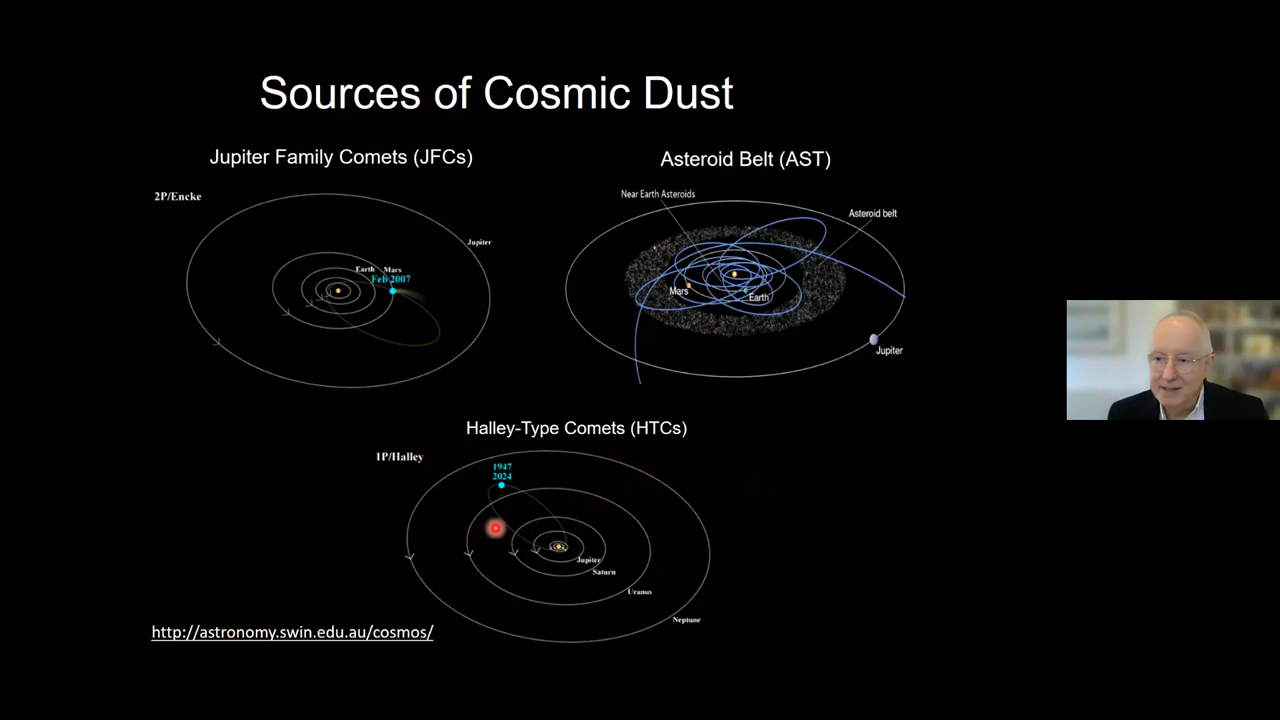 Sources of Cosmic Dust
Jupiter Family Comets (JFCs)
2P/Encke
Jupiter
Earth
Mars
Feb 2007
Asteroid Belt (AST)
Near Earth Asteroids
Asteroid belt
Mars
Earth
Jupiter
Halley-Type Comets (HTCs)
1P/Halley
1947
2024
Jupiter
Saturn
Uranus
Neptune
http://astronomy.swin.edu.au/cosmos/